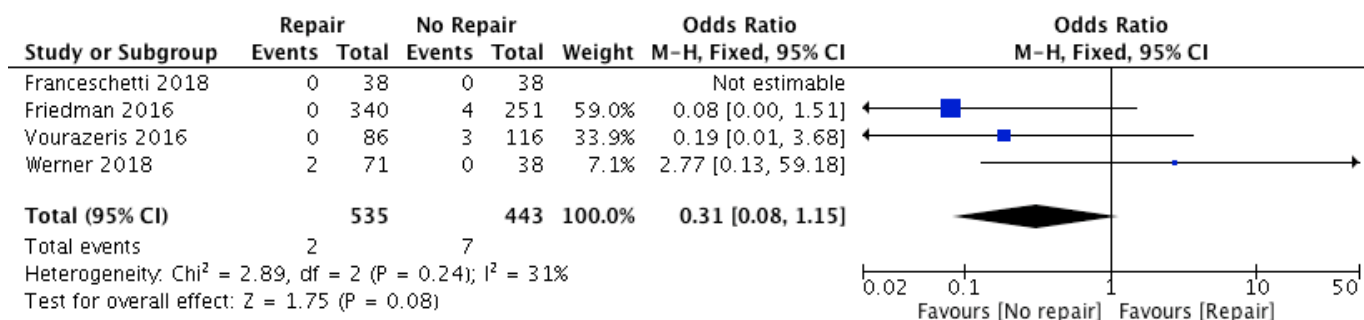 Repair No Repair Odds Ratio Odds Ratio
Study or Subgroup Events Total Events Total Weight M-H, Fixed, 95% CI M-H, Fixed, 95% CI
Franceschetti 2018 0 38 0 38 Not estimable
Friedman 2016 0 340 4 251 59.0% 0.08 [0.00, 1.51]
Vourazeris 2016 0 86 3 116 33.9% 0.19 [0.01, 3.68]
Werner 2018 2 71 0 38 7.1% 2.77 [0.13, 59.18]
Total (95% CI) 535 443 100.0% 0.31 [0.08, 1.15]
Total events 2 7
Heterogeneity: Chi² = 2.89, df = 2 (P = 0.24); I² = 31%
Test for overall effect: Z = 1.75 (P = 0.08)
0.02 0.1 1 10 50
Favours [No repair] Favours [Repair]